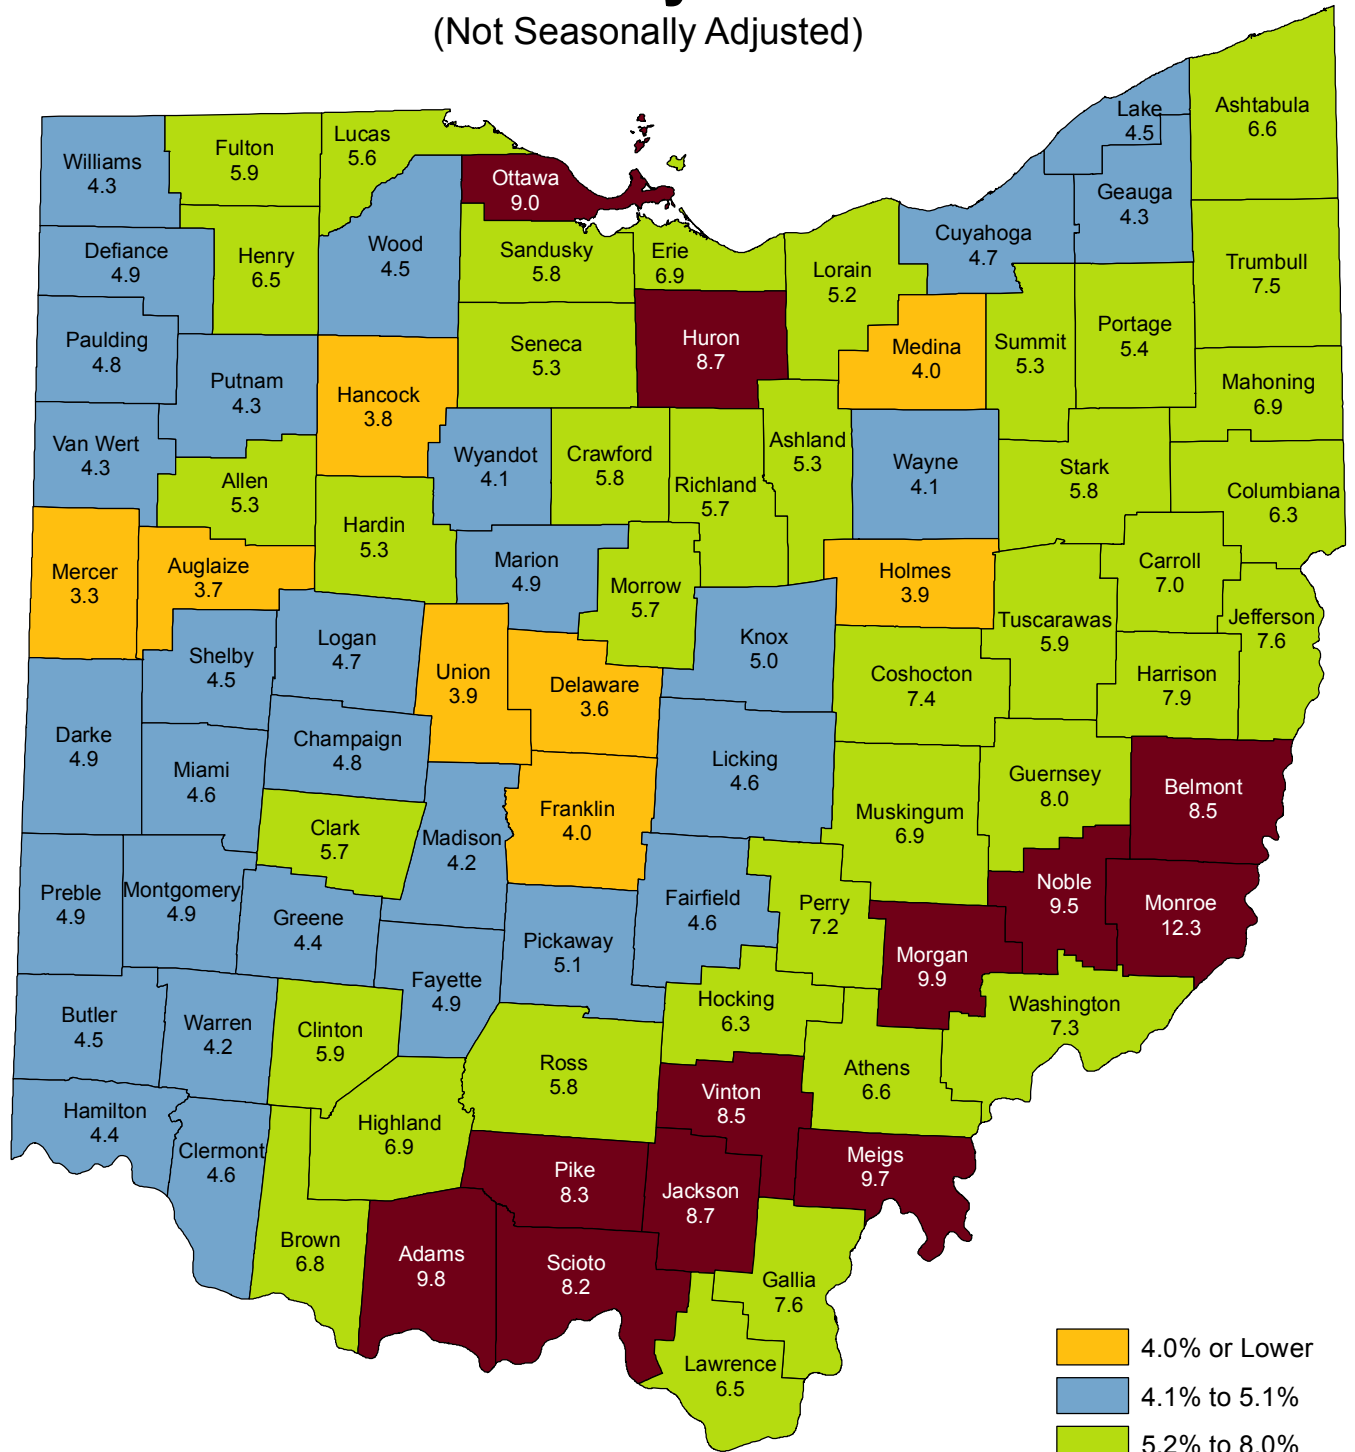 (Not Seasonally Adjusted)
Ashtabula
6.6
Lake
4.5
Lucas
5.6
Fulton
5.9
Williams
4.3
Ottawa
9.0
Geauga
4.3
Cuyahoga
4.7
Wood
4.5
Defiance
4.9
Henry
6.5
Sandusky
5.8
Erie
6.9
Lorain
5.2
Trumbull
7.5
Paulding
4.8
Seneca
5.3
Huron
8.7
Medina
4.0
Summit
5.3
Portage
5.4
Putnam
4.3
Hancock
3.8
Mahoning
6.9
Van Wert
4.3
Wyandot
4.1
Crawford
5.8
Ashland
5.3
Wayne
4.1
Stark
5.8
Allen
5.3
Richland
5.7
Columbiana
6.3
Hardin
5.3
Mercer
3.3
Auglaize
3.7
Marion
4.9
Morrow
5.7
Holmes
3.9
Carroll
7.0
Tuscarawas
5.9
Jefferson
7.6
Shelby
4.5
Logan
4.7
Union
3.9
Delaware
3.6
Knox
5.0
Coshocton
7.4
Harrison
7.9
Darke
4.9
Miami
4.6
Champaign
4.8
Licking
4.6
Guernsey
8.0
Belmont
8.5
Clark
5.7
Madison
4.2
Franklin
4.0
Muskingum
6.9
Preble
4.9
Montgomery
4.9
Greene
4.4
Fairfield
4.6
Perry
7.2
Noble
9.5
Monroe
12.3
Pickaway
5.1
Morgan
9.9
Fayette
4.9
Hocking
6.3
Washington
7.3
Butler
4.5
Warren
4.2
Clinton
5.9
Ross
5.8
Athens
6.6
Vinton
8.5
Hamilton
4.4
Highland
6.9
Clermont
4.6
Pike
8.3
Jackson
8.7
Meigs
9.7
Brown
6.8
Adams
9.8
Scioto
8.2
Gallia
7.6
Lawrence
6.5
4.0% or Lower
4.1% to 5.1%
5.2% to 8.0%